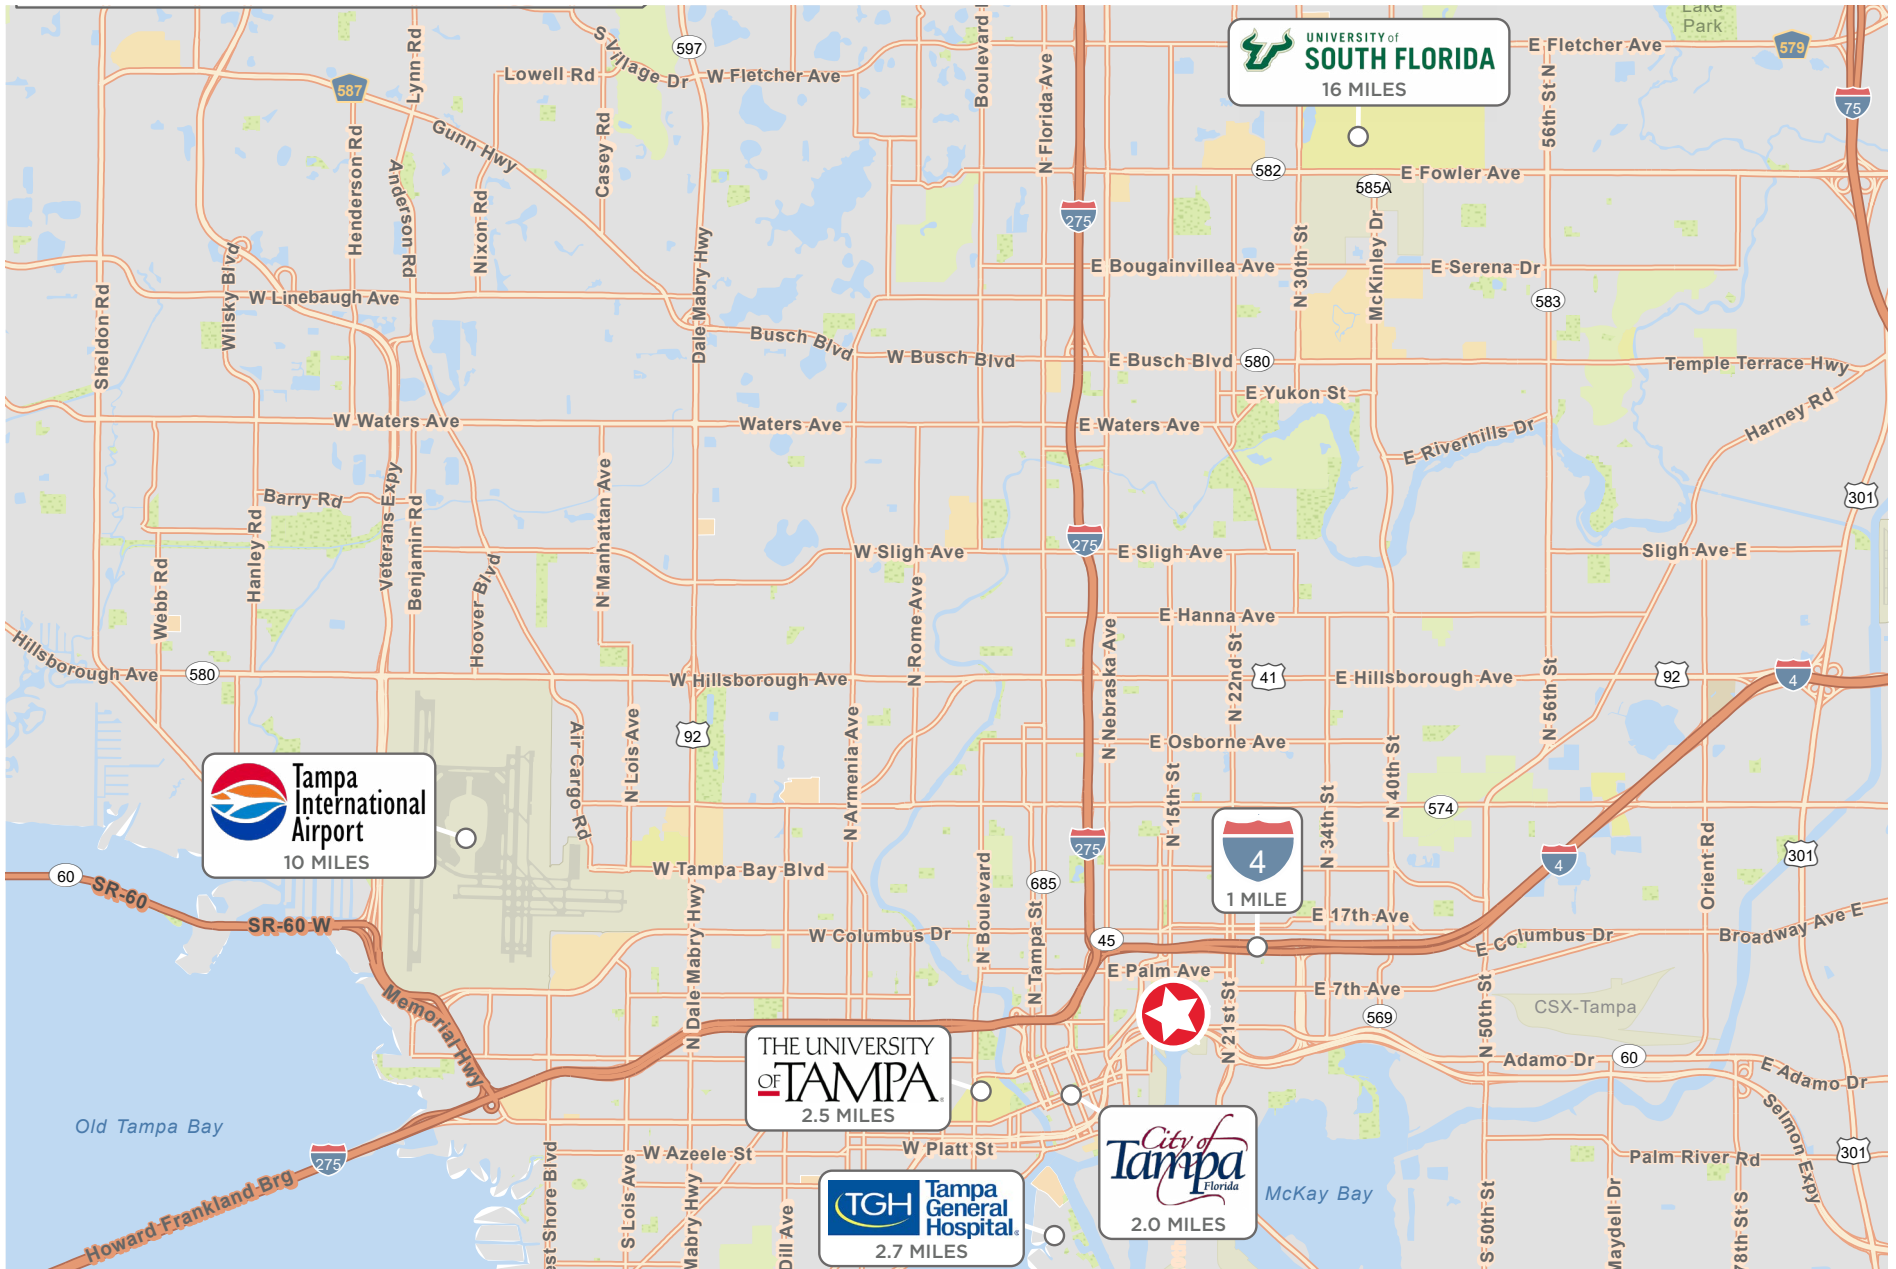 Lake
Park
UNIVERSITY of
SOUTH FLORIDA
16 MILES
E Fletcher Ave
579
597
S Village Dr
Lowell Rd
W Fletcher Ave
587
Lynn Rd
Boulevard
N Florida Ave
56th St N
75
Gunn Hwy
Henderson Rd
Anderson Rd
Casey Rd
Nixon Rd
582
E Fowler Ave
585A
275
Dale Mabry Hwy
N 30th St
McKinley Dr
E Bougainvillea Ave
E Serena Dr
583
Sheldon Rd
Wilsky Blvd
W Linebaugh Ave
Busch Blvd
W Busch Blvd
E Busch Blvd
580
Temple Terrace Hwy
E Yukon St
Harney Rd
W Waters Ave
Waters Ave
E Waters Ave
E Riverhills Dr
301
Barry Rd
Hanley Rd
Veterans Expy
Benjamin Rd
N Manhattan Ave
Webb Rd
Hoover Blvd
W Sligh Ave
275
E Sligh Ave
Sligh Ave E
N Rome Ave
E Hanna Ave
N Nebraska Ave
N 22nd St
Hillsborough Ave
580
W Hillsborough Ave
41
E Hillsborough Ave
N 56th St
92
4
92
Air Cargo Rd
N Lois Ave
N Armenia Ave
E Osborne Ave
N 15th St
N 34th St
N 40th St
574
Tampa
International
Airport
10 MILES
275
4
1 MILE
4
Orient Rd
301
60
SR-60
SR-60 W
W Tampa Bay Blvd
685
N Boulevard
N Tampa St
N Dale Mabry Hwy
W Columbus Dr
45
E 17th Ave
E Columbus Dr
Broadway Ave E
E Palm Ave
E 7th Ave
N 21st St
569
N 50th St
CSX-Tampa
Memorial Hwy
THE UNIVERSITY
OF TAMPA
2.5 MILES
Adamo Dr
60
E Adamo Dr
Selmon Expy
Old Tampa Bay
275
Howard Frankland Brg
W Azeele St
W Platt St
City of
Tampa
Florida
2.0 MILES
McKay Bay
Palm River Rd
301
TGH
Tampa
General
Hospital
2.7 MILES
est Shore Blvd
S Lois Ave
Mabry Hwy
Dill Ave
S 50th St
Maydell Dr
78th St S